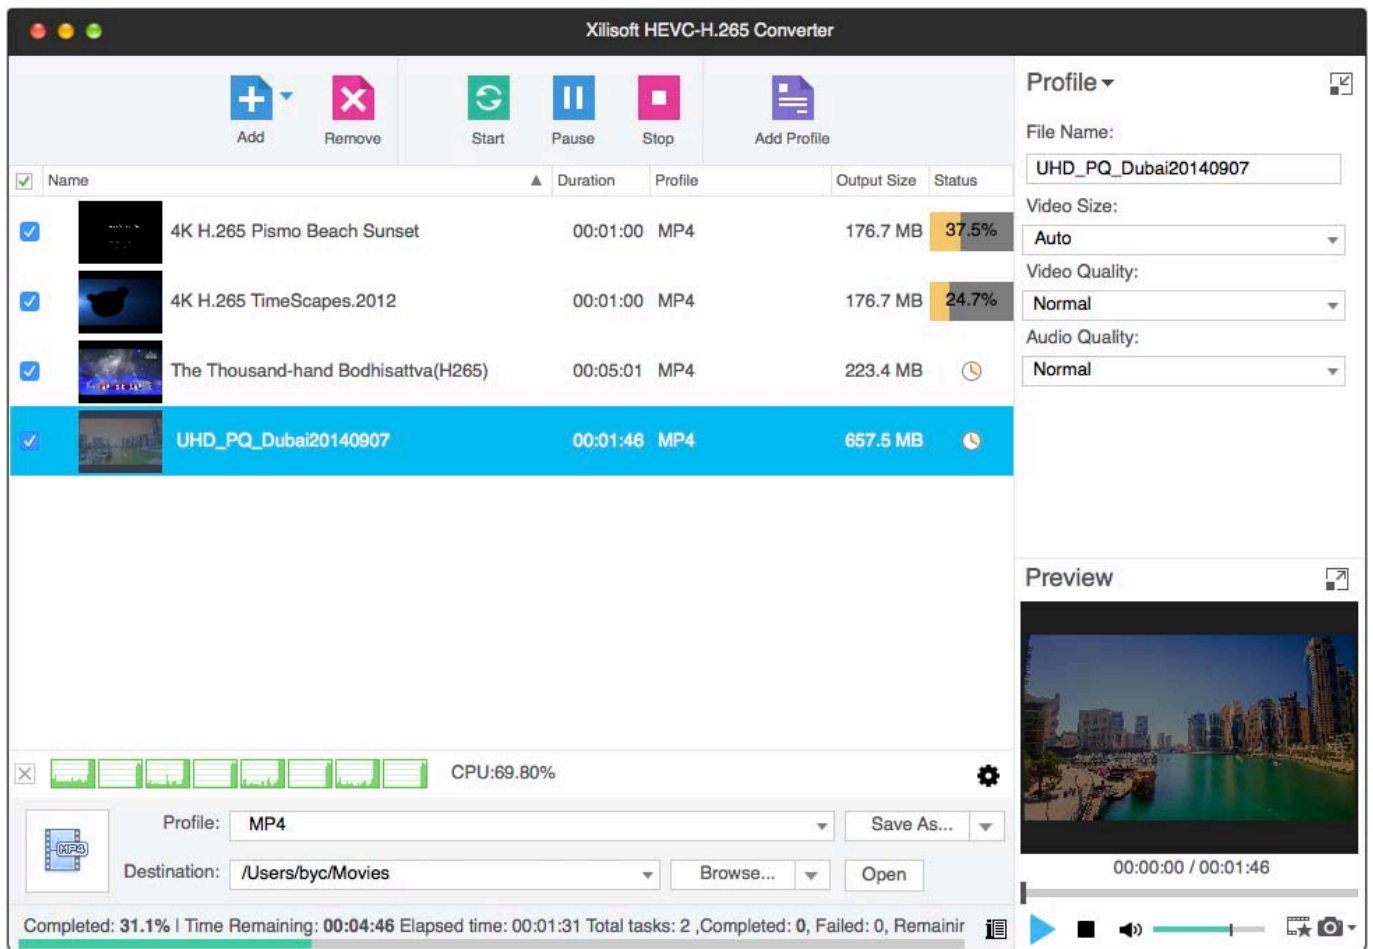 Xilisoft HEVC-H.265 Converter
Add
Remove
Start
Pause
Stop
Add Profile
Name
Duration
Profile
Output Size
Status
4K H.265 Pismo Beach Sunset 00:01:00 MP4 176.7 MB 37.5%
4K H.265 TimeScapes.2012 00:01:00 MP4 176.7 MB 24.7%
The Thousand-hand Bodhisattva(H265) 00:05:01 MP4 223.4 MB
UHD_PQ_Dubai20140907 00:01:46 MP4 657.5 MB
CPU:69.80%
Profile: MP4 Save As...
MP4
Destination: /Users/byc/Movies Browse... Open
Completed: 31.1% | Time Remaining: 00:04:46 Elapsed time: 00:01:31 Total tasks: 2 ,Completed: 0, Failed: 0, Remainir
Profile
File Name:
UHD_PQ_Dubai20140907
Video Size:
Auto
Video Quality:
Normal
Audio Quality:
Normal
Preview
00:00:00 / 00:01:46